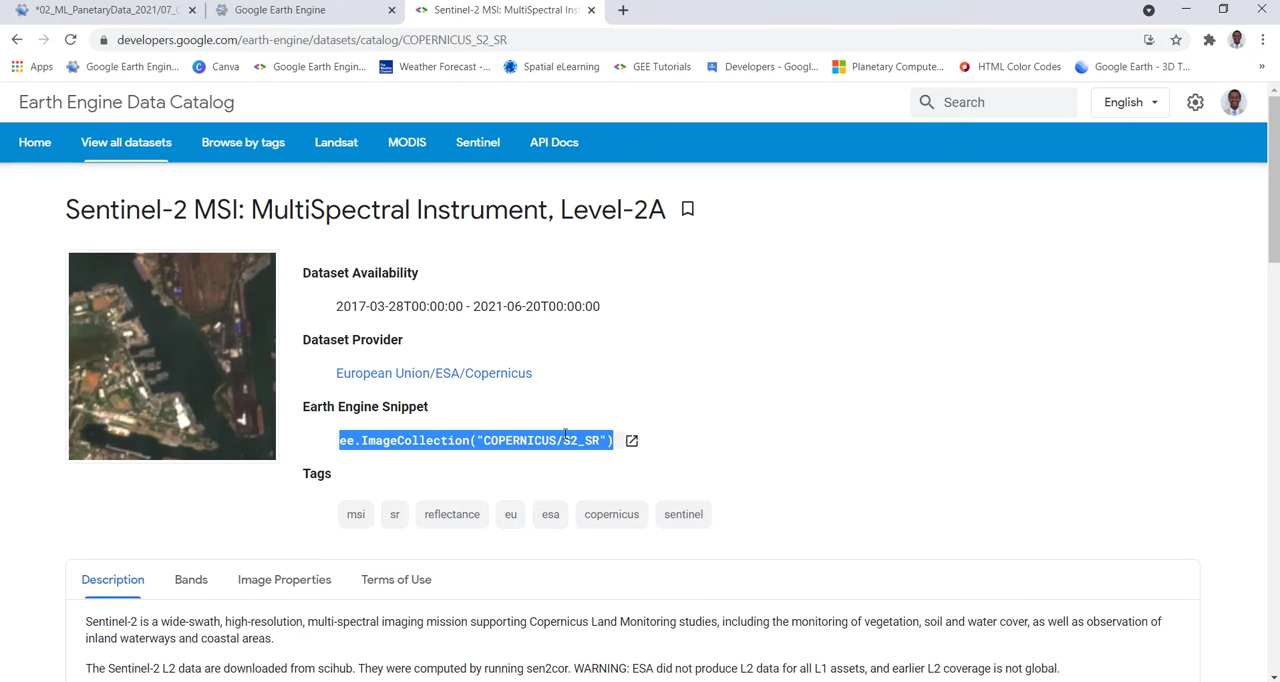 *02_ML_PanetaryData_2021/07_
Google Earth Engine
Sentinel-2 MSI: MultiSpectral Inst
developers.google.com/earth-engine/datasets/catalog/COPERNICUS_S2_SR
Apps Google Earth Engin... Canva Google Earth Engin... Weather Forecast -... Spatial eLearning GEE Tutorials Developers - Googl... Planetary Compute... HTML Color Codes Google Earth - 3D T... »
Earth Engine Data Catalog
Search
English
Home View all datasets Browse by tags Landsat MODIS Sentinel API Docs
Sentinel-2 MSI: MultiSpectral Instrument, Level-2A
Dataset Availability
2017-03-28T00:00:00 - 2021-06-20T00:00:00
Dataset Provider
European Union/ESA/Copernicus
Earth Engine Snippet
ee.ImageCollection("COPERNICUS/S2_SR")
Tags
msi sr reflectance eu esa copernicus sentinel
Description Bands Image Properties Terms of Use
Sentinel-2 is a wide-swath, high-resolution, multi-spectral imaging mission supporting Copernicus Land Monitoring studies, including the monitoring of vegetation, soil and water cover, as well as observation of
inland waterways and coastal areas.
The Sentinel-2 L2 data are downloaded from scihub. They were computed by running sen2cor. WARNING: ESA did not produce L2 data for all L1 assets, and earlier L2 coverage is not global.